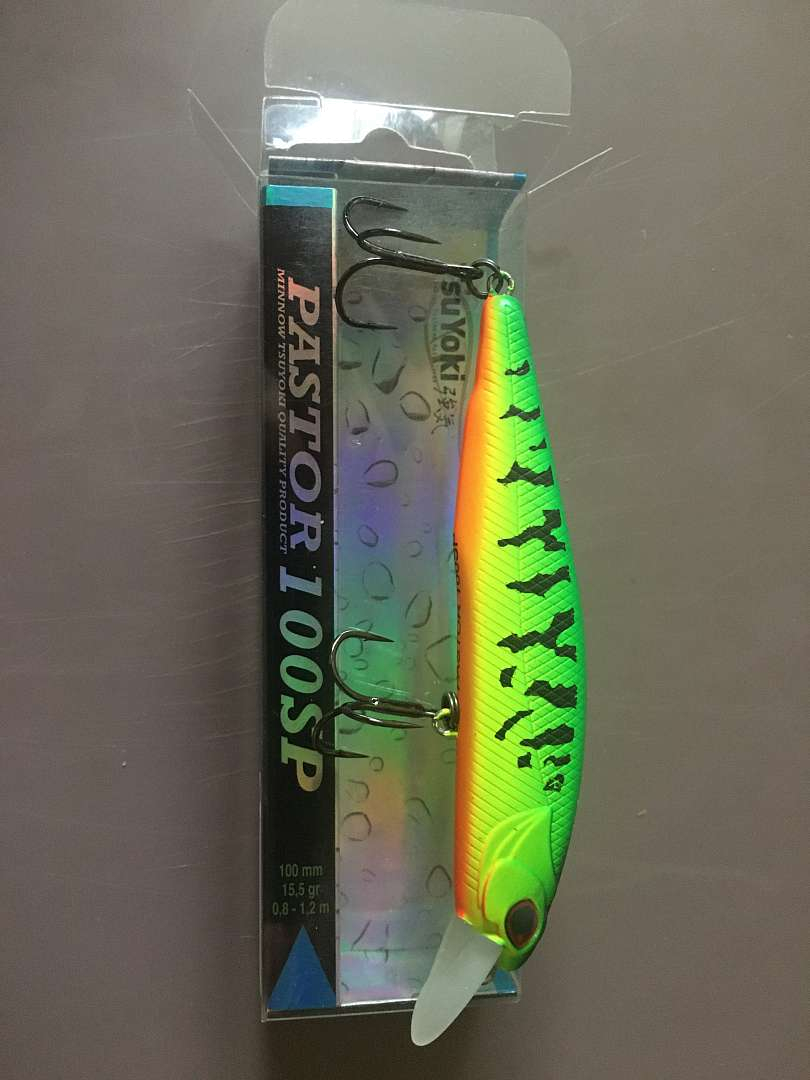 PASTOR 100SP
MINNOW TSUYOKI QUALITY PRODUCT
100 mm
15,5 gr
0,8 - 1,2 m
TsuYoki